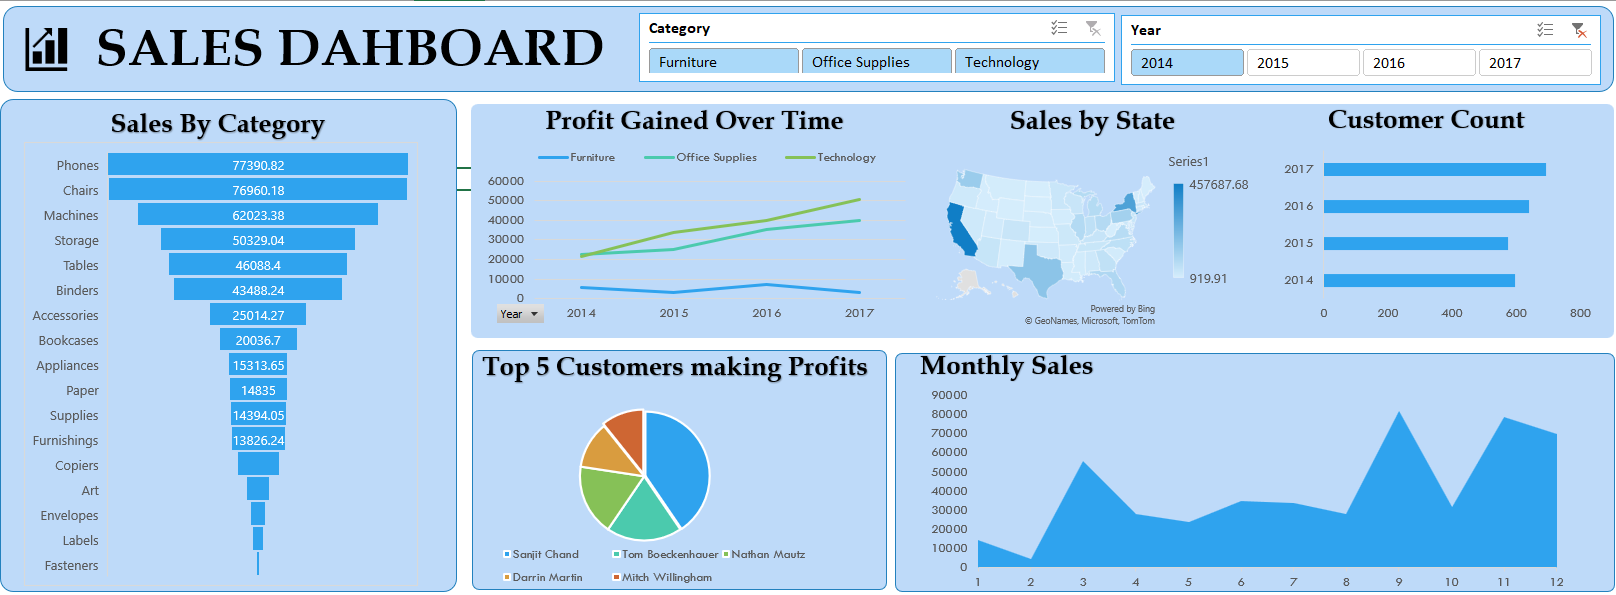 SALES DAHBOARD
Category
Furniture
Office Supplies
Technology
Year
2014
2015
2016
2017
Sales By Category
Phones 77390.82
Chairs 76960.18
Machines 62023.38
Storage 50329.04
Tables 46088.4
Binders 43488.24
Accessories 25014.27
Bookcases 20036.7
Appliances 15313.65
Paper 14835
Supplies 14394.05
Furnishings 13826.24
Copiers
Art
Envelopes
Labels
Fasteners
Profit Gained Over Time
Furniture Office Supplies Technology
60000
50000
40000
30000
20000
10000
0
Year
2014 2015 2016 2017
Sales by State
Series1
457687.68
919.91
Powered by Bing
© GeoNames, Microsoft, TomTom
Customer Count
2017
2016
2015
2014
0 200 400 600 800
Top 5 Customers making Profits
Sanjit Chand Tom Boeckenhauer Nathan Mautz
Darrin Martin Mitch Willingham
Monthly Sales
90000
80000
70000
60000
50000
40000
30000
20000
10000
0
1 2 3 4 5 6 7 8 9 10 11 12